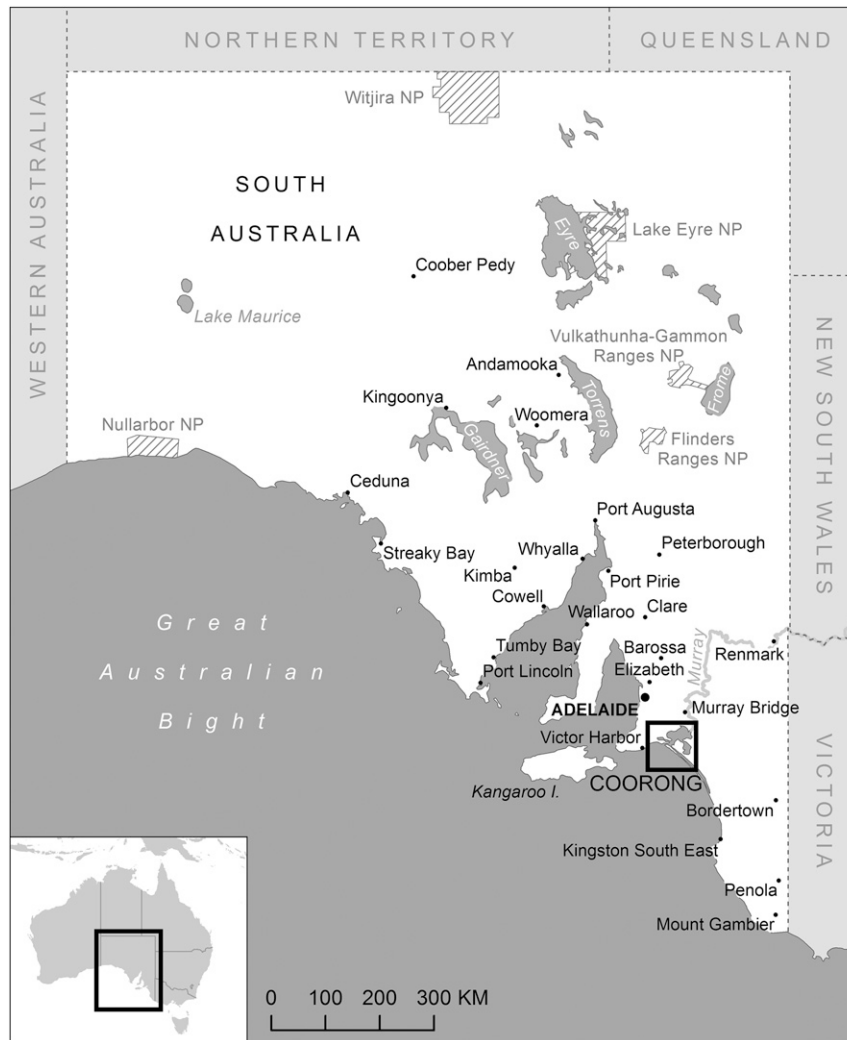 NORTHERN TERRITORY
QUEENSLAND
WESTERN AUSTRALIA
Witjira NP
SOUTH
AUSTRALIA
Eyre
Lake Eyre NP
Coober Pedy
Lake Maurice
Vulkathunha-Gammon
Ranges NP
Andamooka
Torrens
Frome
Kingoonya
Woomera
Gairdner
Nullarbor NP
Flinders
Ranges NP
NEW SOUTH WALES
Ceduna
Port Augusta
Streaky Bay
Whyalla
Peterborough
Kimba
Port Pirie
Cowell
Wallaroo
Clare
Great
Australian
Bight
Tumby Bay
Barossa
Murray
Renmark
Port Lincoln
Elizabeth
ADELAIDE
Murray Bridge
Victor Harbor
VICTORIA
Kangaroo I.
COORONG
Bordertown
Kingston South East
Penola
Mount Gambier
0 100 200 300 KM